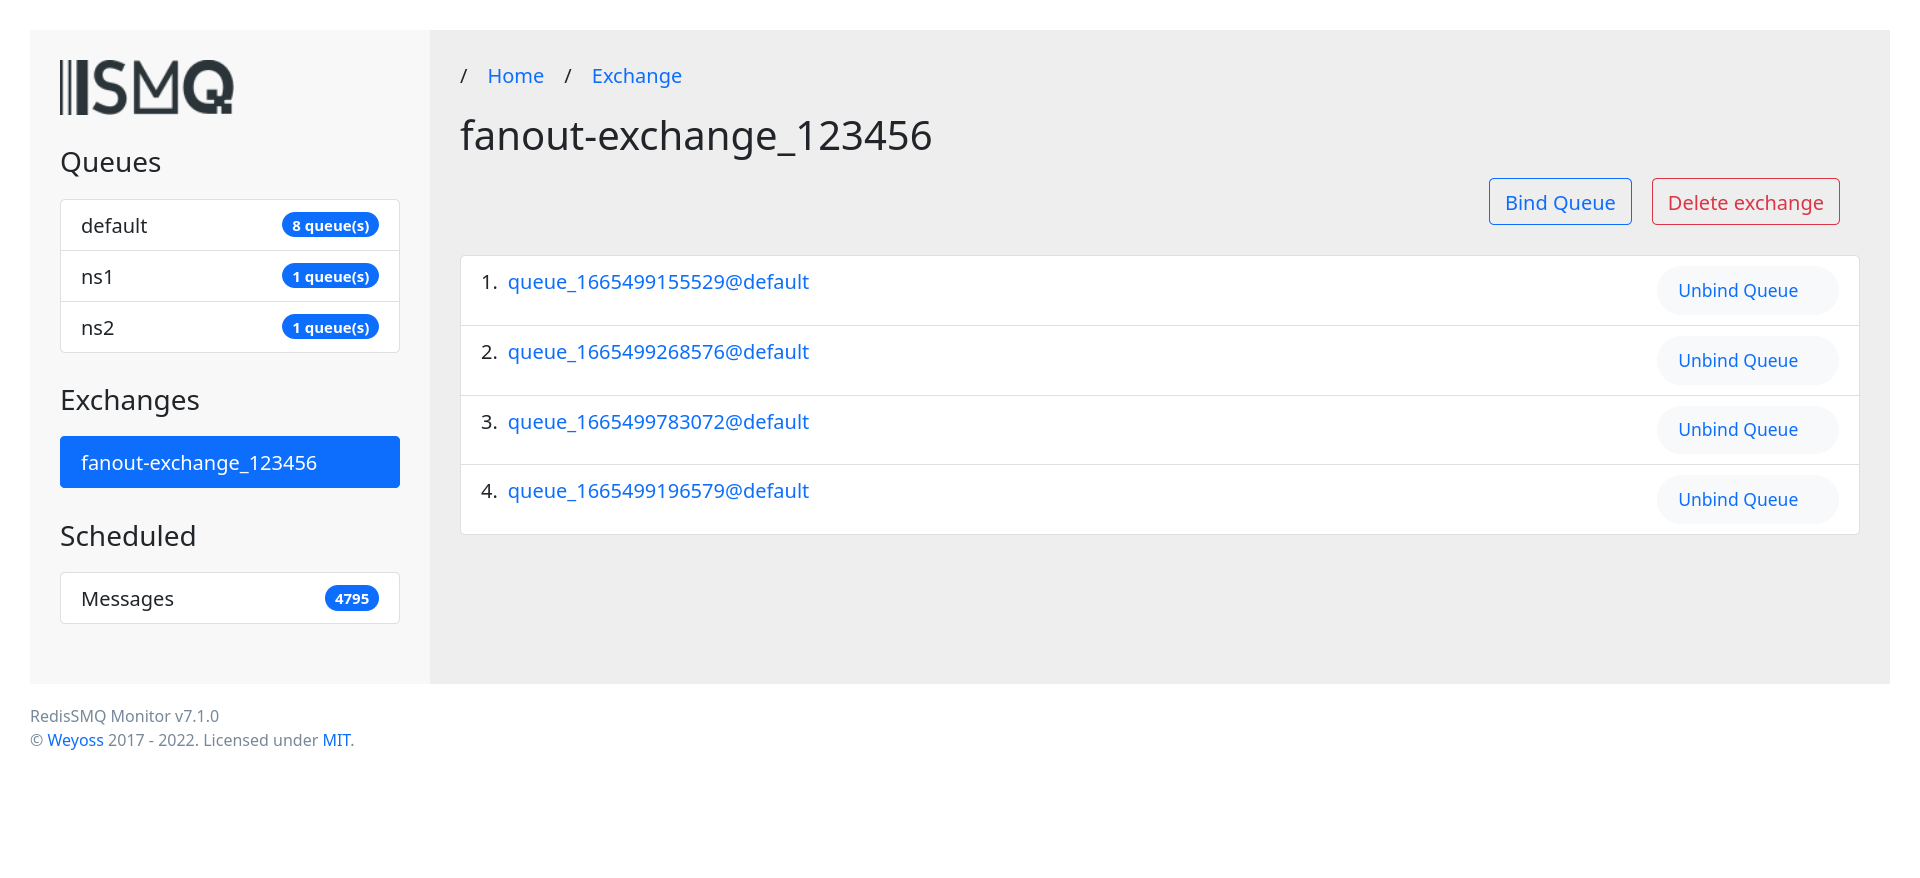 ISMQ
Queues
default 8 queue(s)
ns1 1 queue(s)
ns2 1 queue(s)
Exchanges
fanout-exchange_123456
Scheduled
Messages 4795
/ Home / Exchange
fanout-exchange_123456
Bind Queue Delete exchange
1. queue_1665499155529@default Unbind Queue
2. queue_1665499268576@default Unbind Queue
3. queue_1665499783072@default Unbind Queue
4. queue_1665499196579@default Unbind Queue
RedisSMQ Monitor v7.1.0
© Weyoss 2017 - 2022. Licensed under MIT.